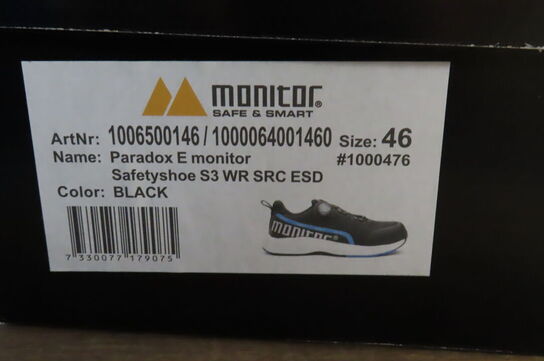 monitor®
SAFE & SMART
ArtNr: 1006500146 / 1000064001460 Size: 46
Name: Paradox E monitor #1000476
Safetyshoe S3 WR SRC ESD
Color: BLACK
monitor®
7 330077 179075